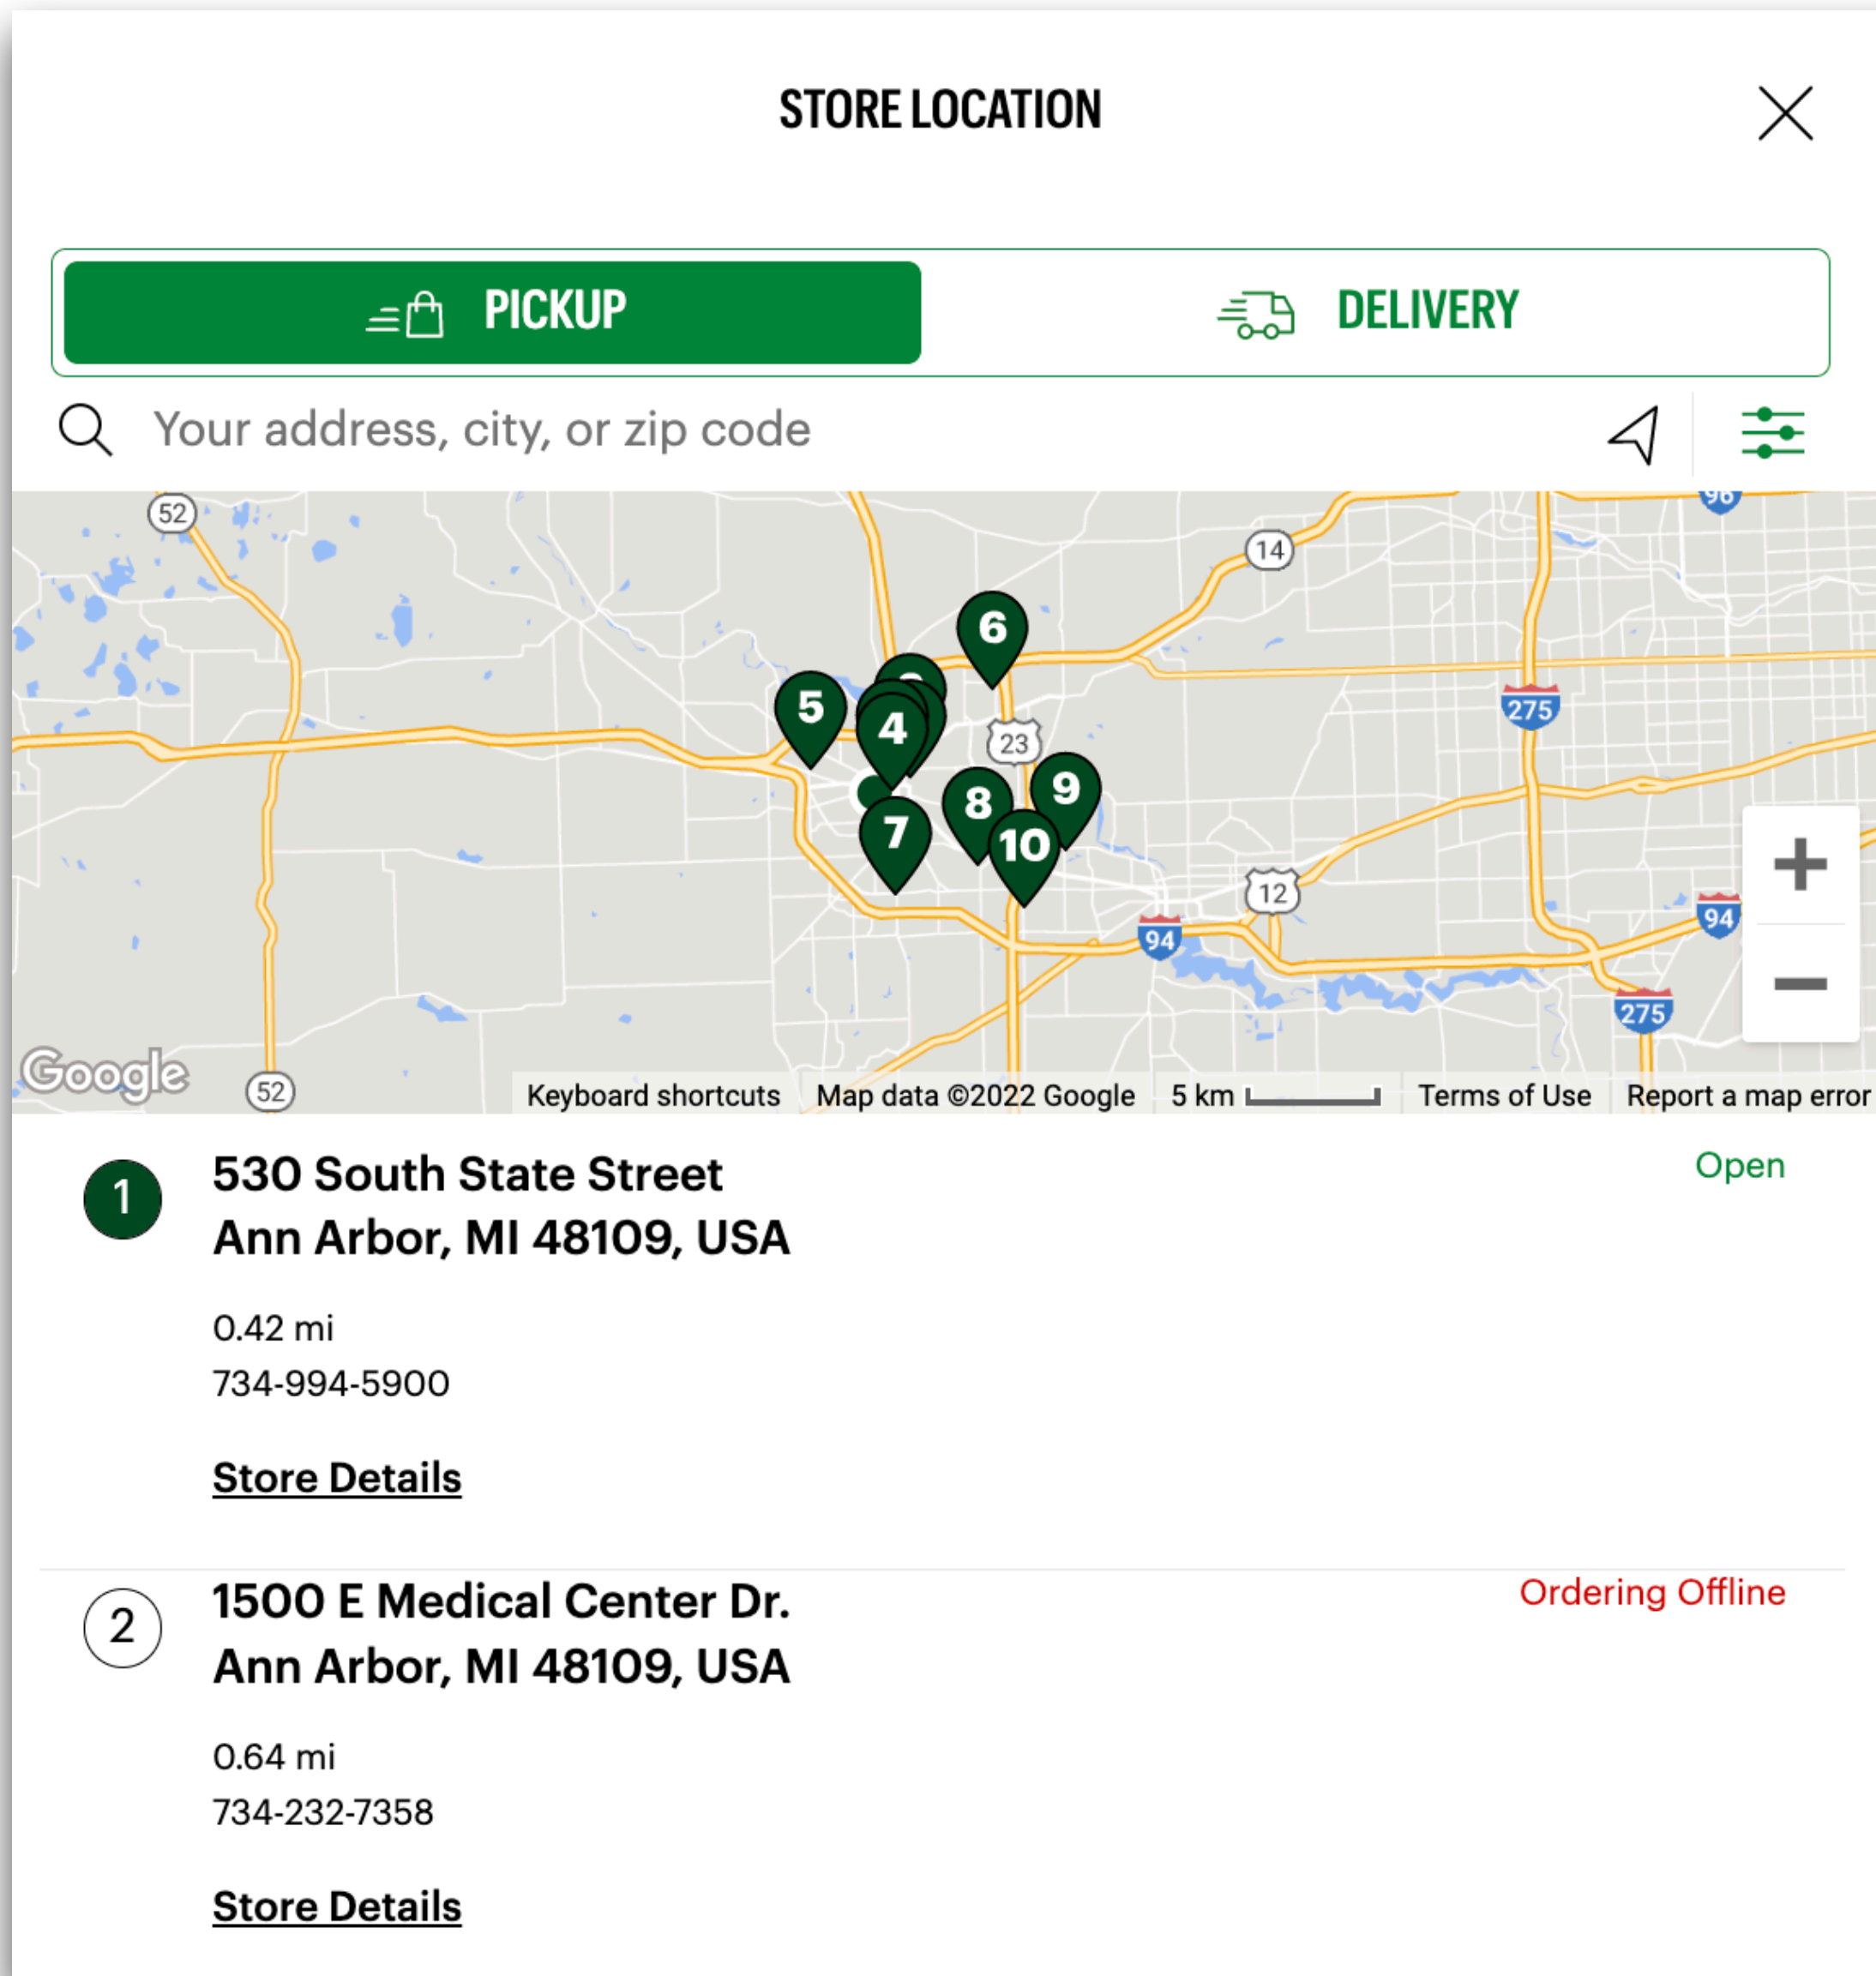 STORE LOCATION
PICKUP
DELIVERY
Your address, city, or zip code
52
96
14
6
5
275
4
23
9
8
7
10
12
94
94
275
Google
52
Keyboard shortcuts
Map data ©2022 Google
5 km
Terms of Use
Report a map error
1
530 South State Street
Open
Ann Arbor, MI 48109, USA
0.42 mi
734-994-5900
Store Details
2
1500 E Medical Center Dr.
Ordering Offline
Ann Arbor, MI 48109, USA
0.64 mi
734-232-7358
Store Details